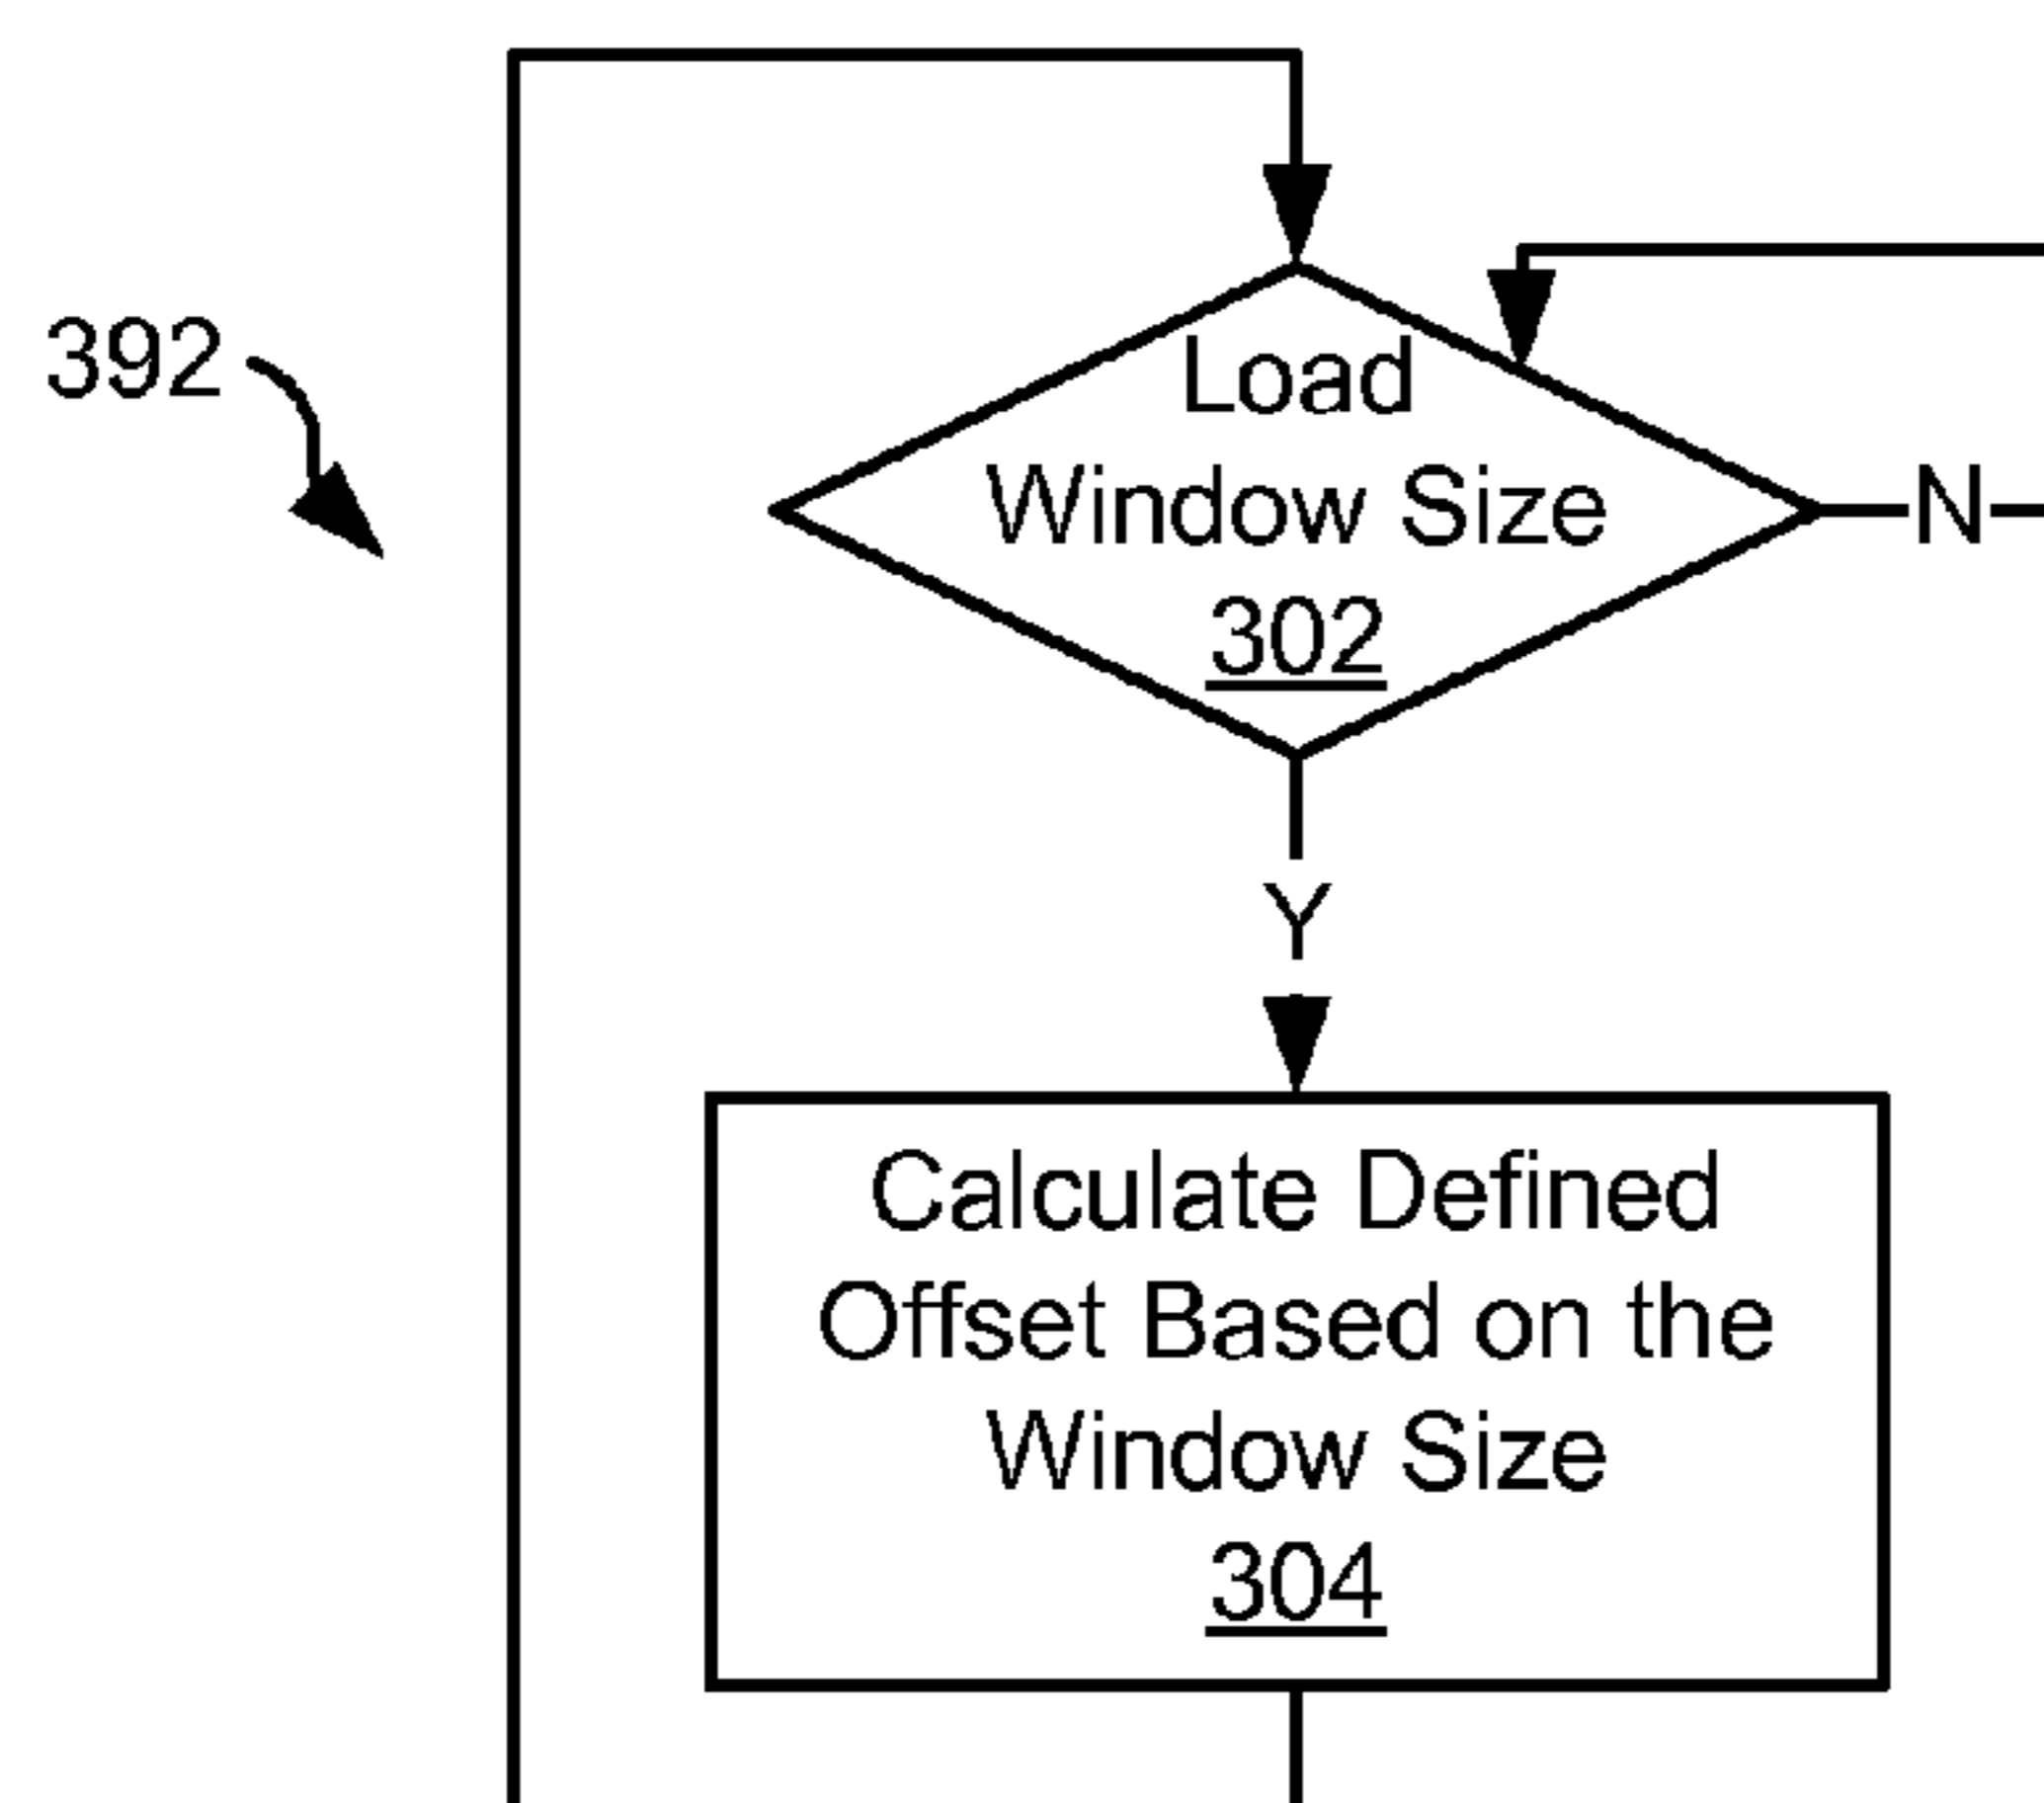 392
Load
Window Size
302
N
Y
Calculate Defined
Offset Based on the
Window Size
304